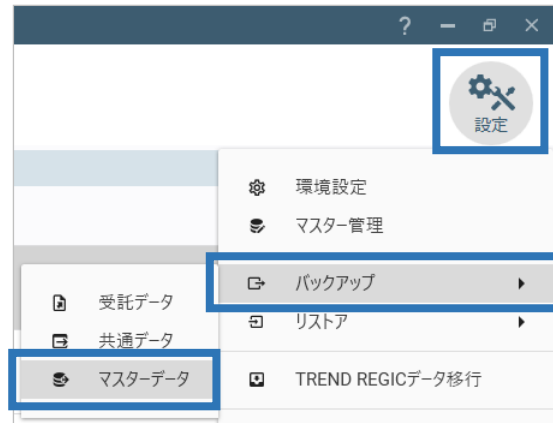 ?
設定
環境設定
マスター管理
バックアップ
リストア
TREND REGICデータ移行
受託データ
共通データ
マスターデータ